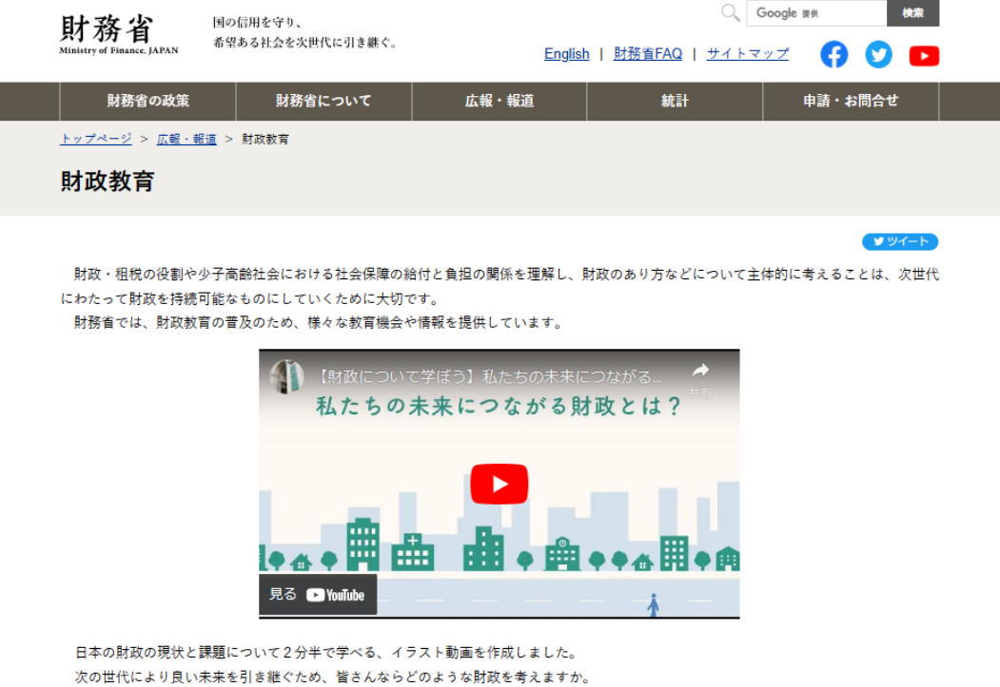 財務省
Ministry of Finance, JAPAN
国の信用を守り、
希望ある社会を次世代に引き継ぐ。
Google 提供
検索
English | 財務省FAQ | サイトマップ
財務省の政策
財務省について
広報・報道
統計
申請・お問合せ
トップページ > 広報・報道 > 財政教育
財政教育
ツイート
財政・租税の役割や少子高齢社会における社会保障の給付と負担の関係を理解し、財政のあり方などについて主体的に考えることは、次世代
にわたって財政を持続可能なものにしていくために大切です。
財務省では、財政教育の普及のため、様々な教育機会や情報を提供しています。
【財政について学ぼう】私たちの未来につながる...
共有
私たちの未来につながる財政とは？
見る YouTube
日本の財政の現状と課題について２分半で学べる、イラスト動画を作成しました。
次の世代により良い未来を引き継ぐため、皆さんならどのような財政を考えますか。